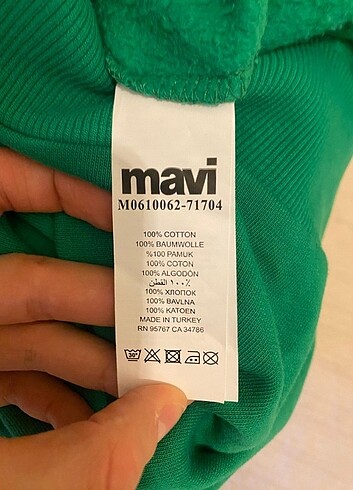 mavi
M0610062-71704
100% COTTON
100% BAUMWOLLE
%100 PAMUK
100% COTON
100% ALGODÓN
١٠٠٪ القطن
100% ХЛОПОК
100% BAVLNA
100% KATOEN
MADE IN TURKEY
RN 95767 CA 34786
30°